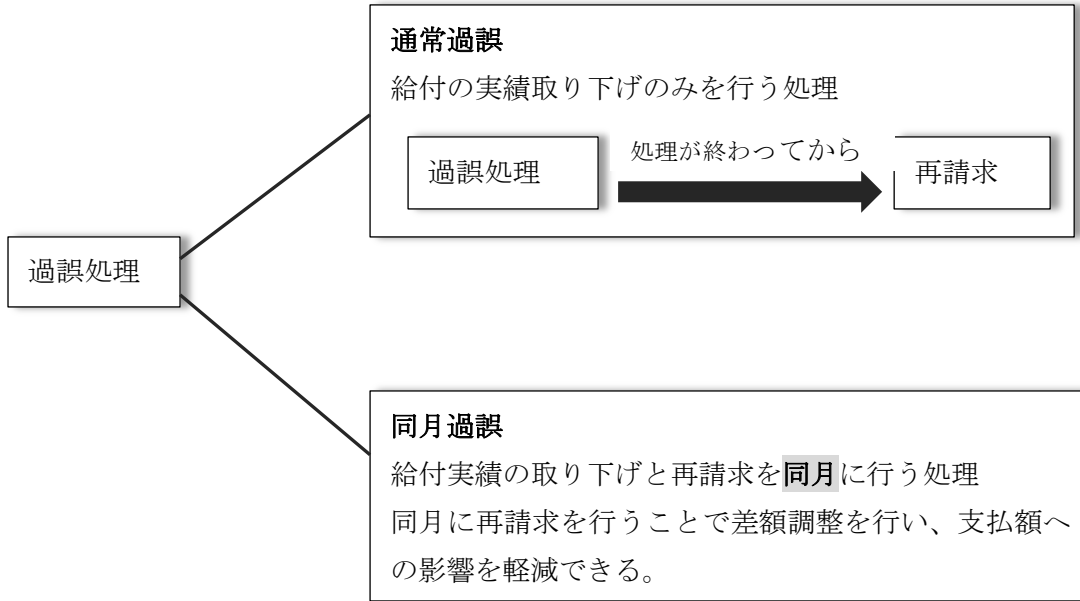 通常過誤
給付の実績取り下げのみを行う処理
過誤処理
処理が終わってから
再請求
過誤処理
同月過誤
給付実績の取り下げと再請求を同月に行う処理
同月に再請求を行うことで差額調整を行い、支払額へ
の影響を軽減できる。